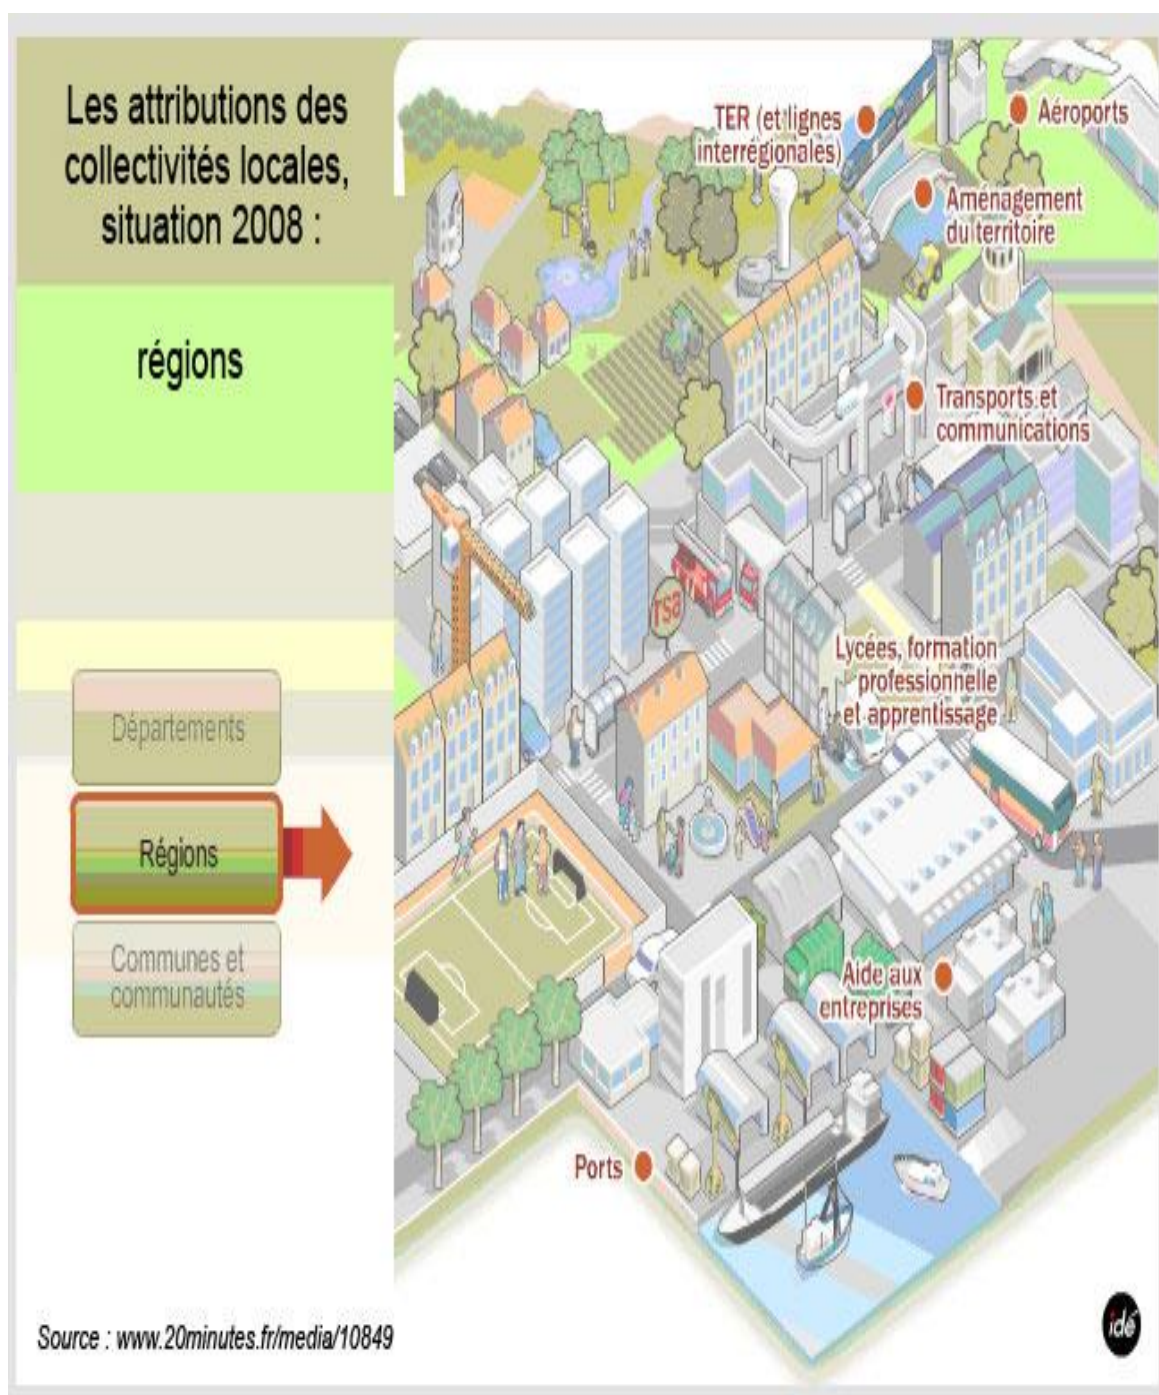 Les attributions des
collectivités locales,
situation 2008 :
régions
Départements
Régions
Communes et
communautés
TER (et lignes
interrégionales)
Aéroports
Aménagement
du territoire
Transports et
communications
rsa
Lycées, formation
professionnelle
et apprentissage
Aide aux
entreprises
Ports
Source : www.20minutes.fr/media/10849
idé